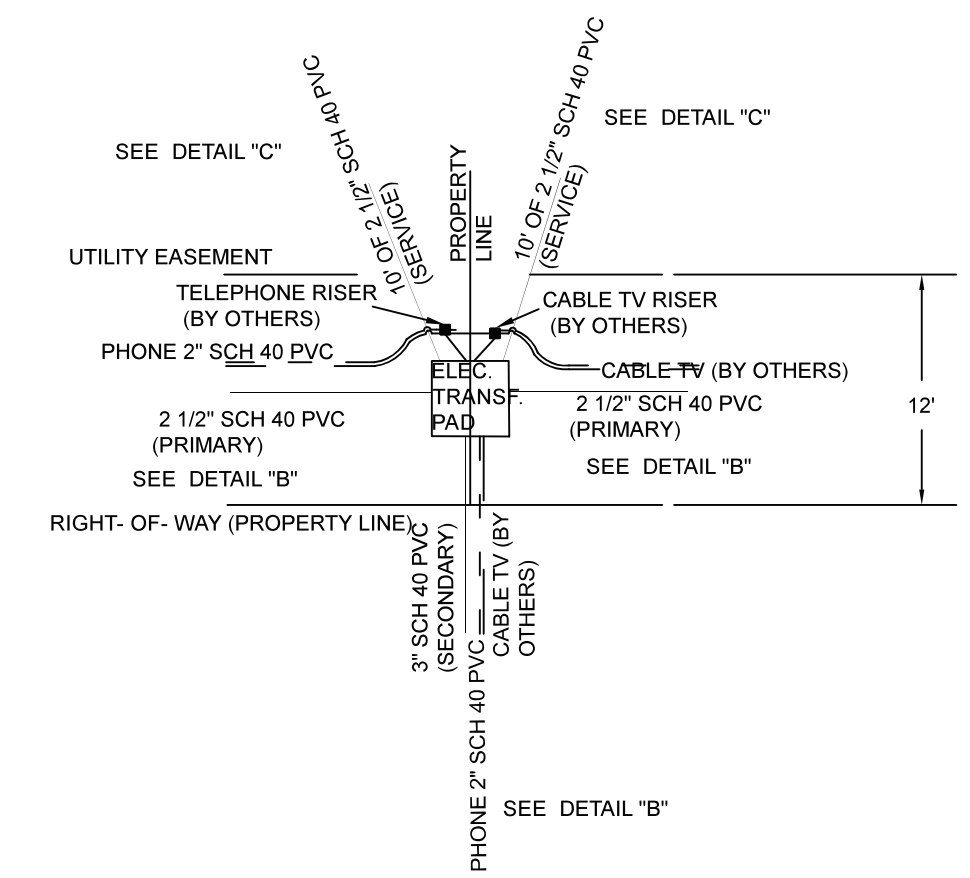 10' OF 2 1/2" SCH 40 PVC
(SERVICE)
10' OF 2 1/2" SCH 40 PVC
(SERVICE)
SEE DETAIL "C"
SEE DETAIL "C"
PROPERTY
LINE
UTILITY EASEMENT
TELEPHONE RISER
(BY OTHERS)
CABLE TV RISER
(BY OTHERS)
PHONE 2" SCH 40 PVC
ELEC.
TRANSF.
PAD
CABLE TV (BY OTHERS)
2 1/2" SCH 40 PVC
(PRIMARY)
2 1/2" SCH 40 PVC
(PRIMARY)
12'
SEE DETAIL "B"
SEE DETAIL "B"
RIGHT- OF- WAY (PROPERTY LINE)
3" SCH 40 PVC
(SECONDARY)
CABLE TV (BY
OTHERS)
PHONE 2" SCH 40 PVC
SEE DETAIL "B"